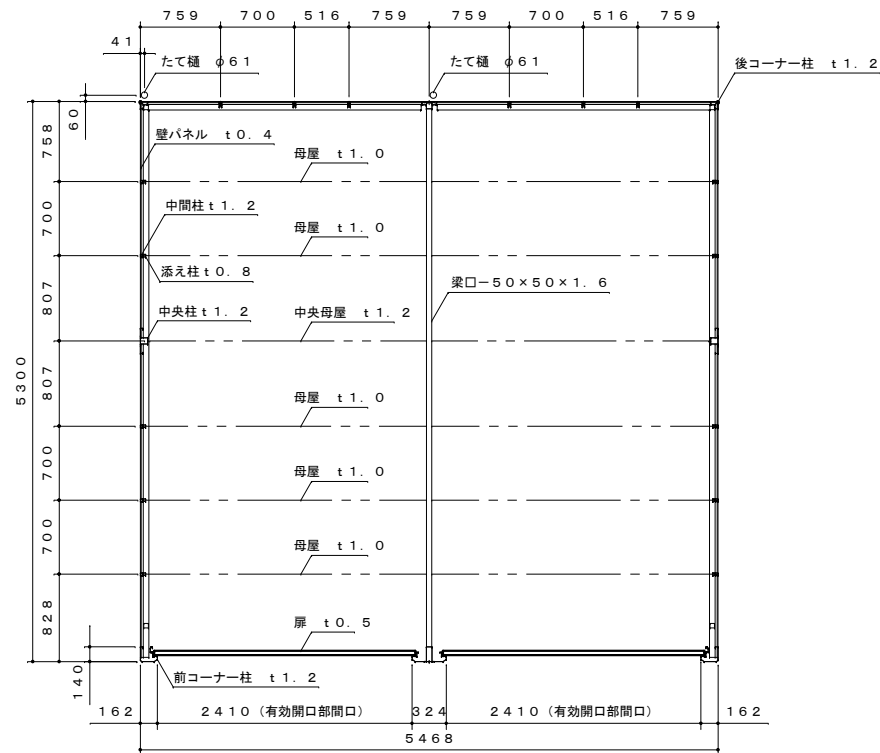 759 700 516 759 759 700 516 759
41
たて樋 φ61 たて樋 φ61
後コーナー柱 t1.2
60
758
壁パネル t0.4
母屋 t1.0
700
中間柱t1.2
母屋 t1.0
添え柱t0.8
807
梁口−50×50×1.6
中央柱t1.2
中央母屋 t1.2
5300
807
母屋 t1.0
700
母屋 t1.0
700
母屋 t1.0
828
扉 t0.5
140
前コーナー柱 t1.2
162 2410(有効開口部間口) 324 2410(有効開口部間口) 162
5468